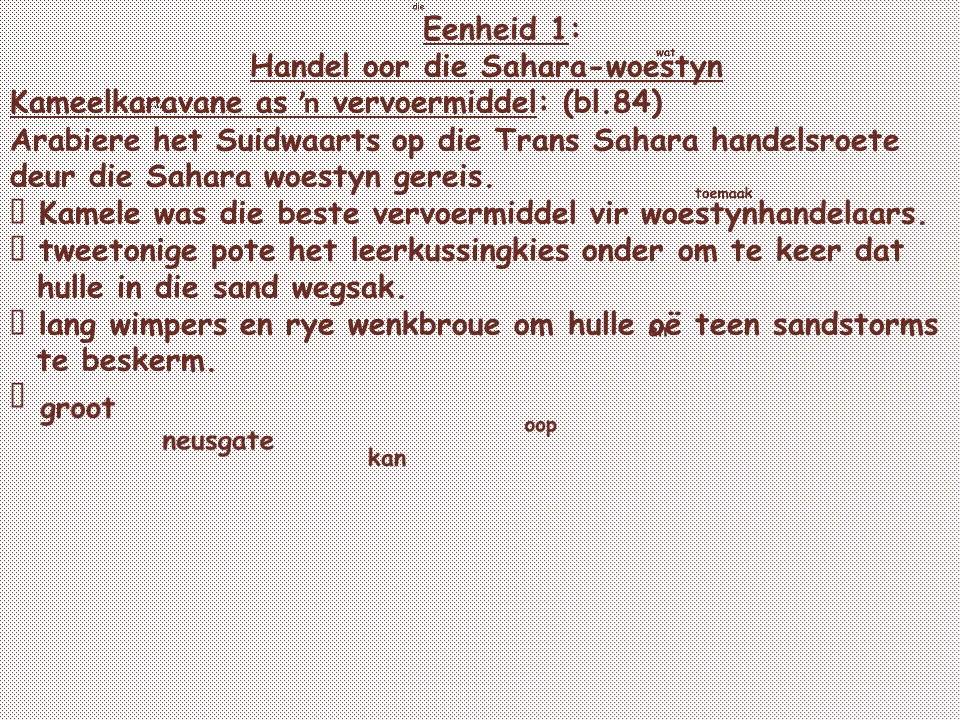 die
Eenheid 1:
wat
Handel oor die Sahara-woestyn
Kameelkaravane as ’n vervoermiddel: (bl.84)
Arabiere het Suidwaarts op die Trans Sahara handelsroete
deur die Sahara woestyn gereis.
toemaak
Kamele was die beste vervoermiddel vir woestynhandelaars.
tweetonige pote het leerkussingkies onder om te keer dat
hulle in die sand wegsak.
lang wimpers en rye wenkbroue om hulle oë teen sandstorms
te beskerm.
groot
oop
neusgate
kan